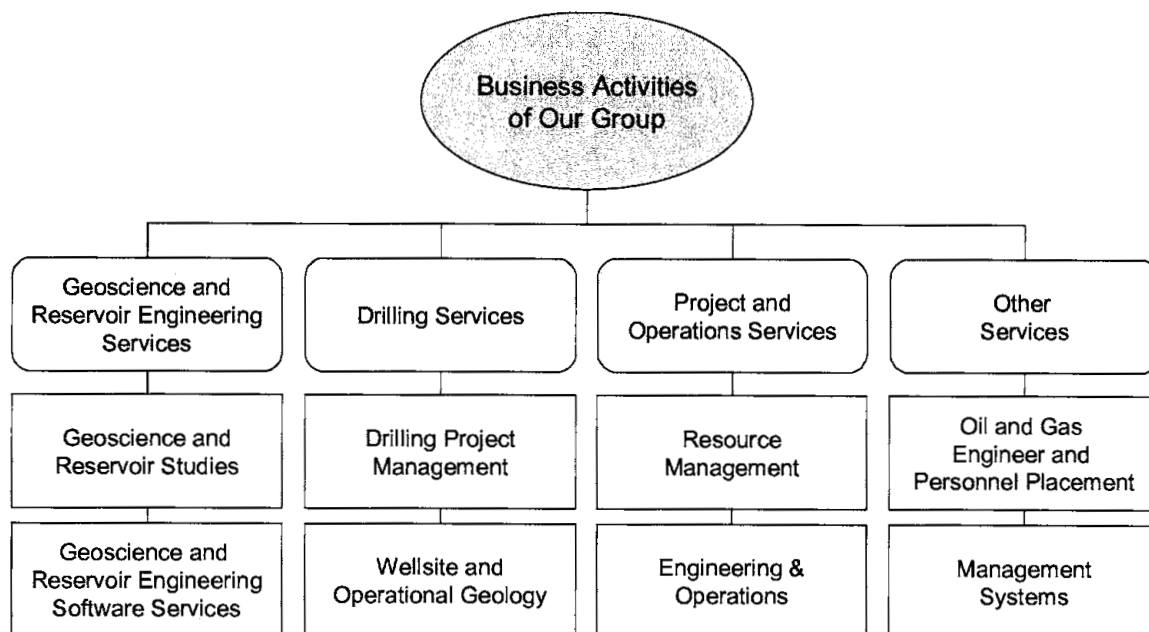 Business Activities
of Our Group
Geoscience and
Reservoir Engineering
Services
Drilling Services
Project and
Operations Services
Other
Services
Geoscience and
Reservoir Studies
Drilling Project
Management
Resource
Management
Oil and Gas
Engineer and
Personnel Placement
Geoscience and
Reservoir Engineering
Software Services
Wellsite and
Operational Geology
Engineering &
Operations
Management
Systems